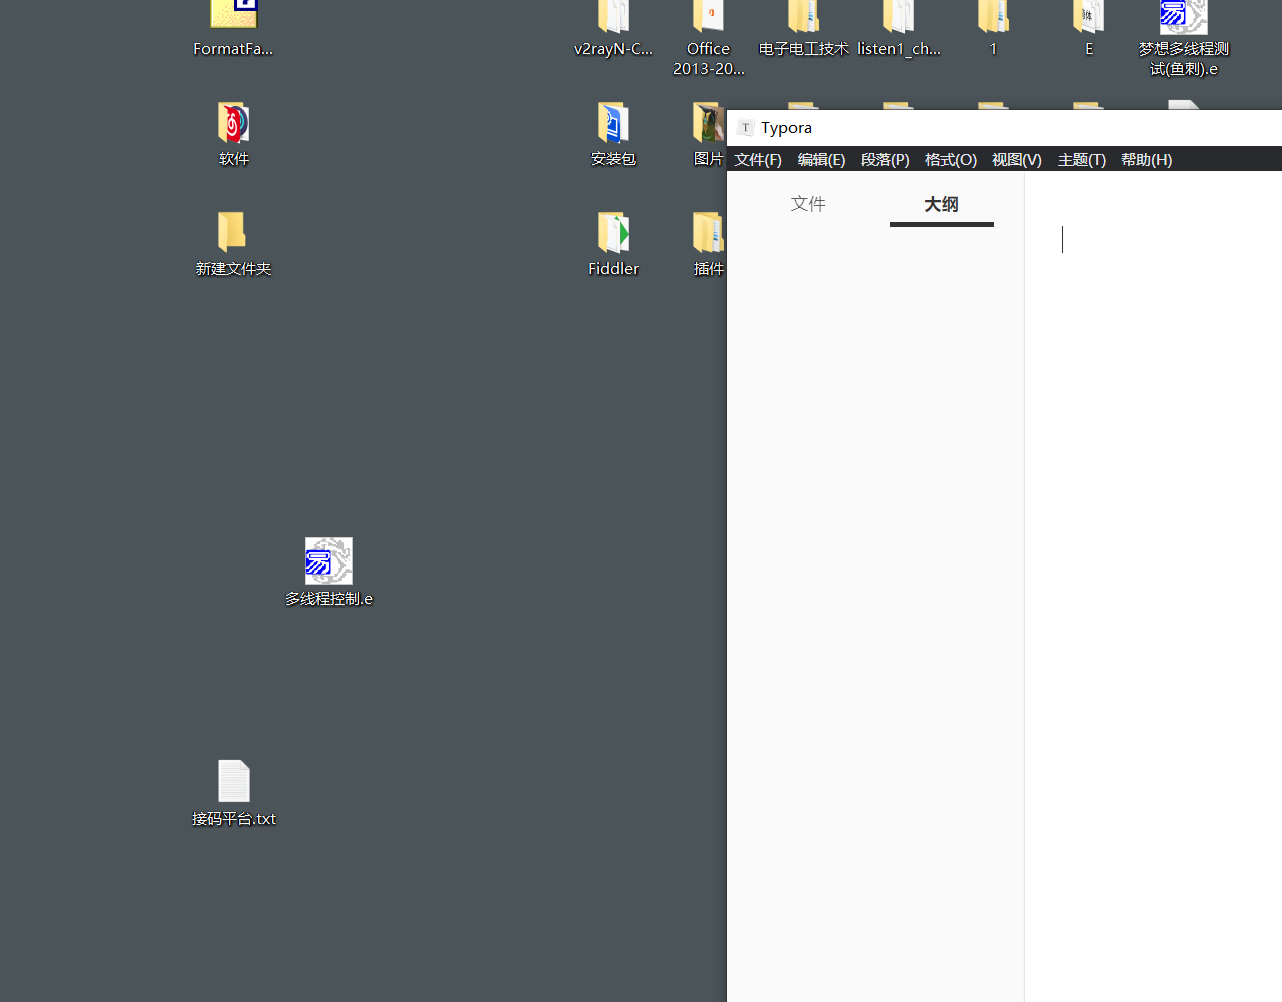 FormatFa...
v2rayN-C...
Office
2013-20...
电子电工技术
listen1_ch...
1
E
梦想多线程测
试(鱼刺).e
软件
安装包
图片
新建文件夹
Fiddler
插件
多线程控制.e
接码平台.txt
T Typora
文件(F) 编辑(E) 段落(P) 格式(O) 视图(V) 主题(T) 帮助(H)
文件 大纲